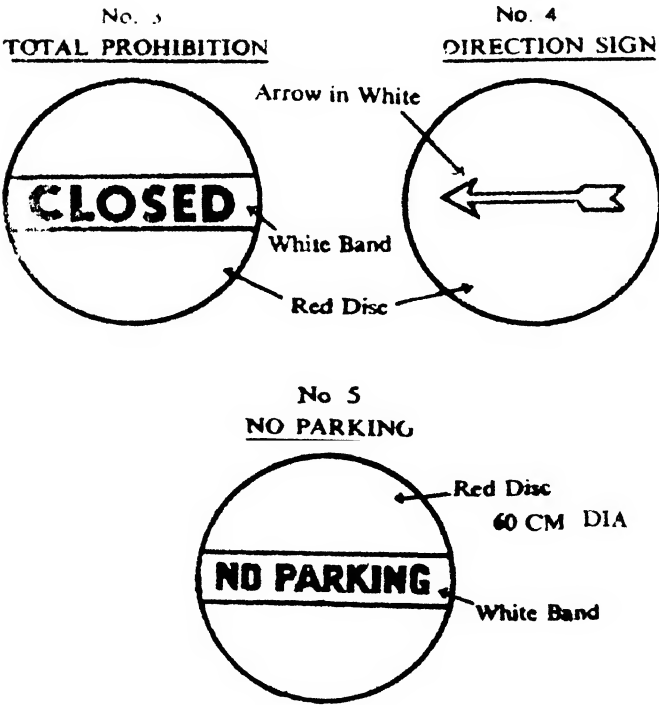 No.
No. 4
TOTAL PROHIBITION
DIRECTION SIGN
Arrow in White
CLOSED
White Band
Red Disc
No 5
NO PARKING
Red Disc
60 CM DIA
NO PARKING
White Band